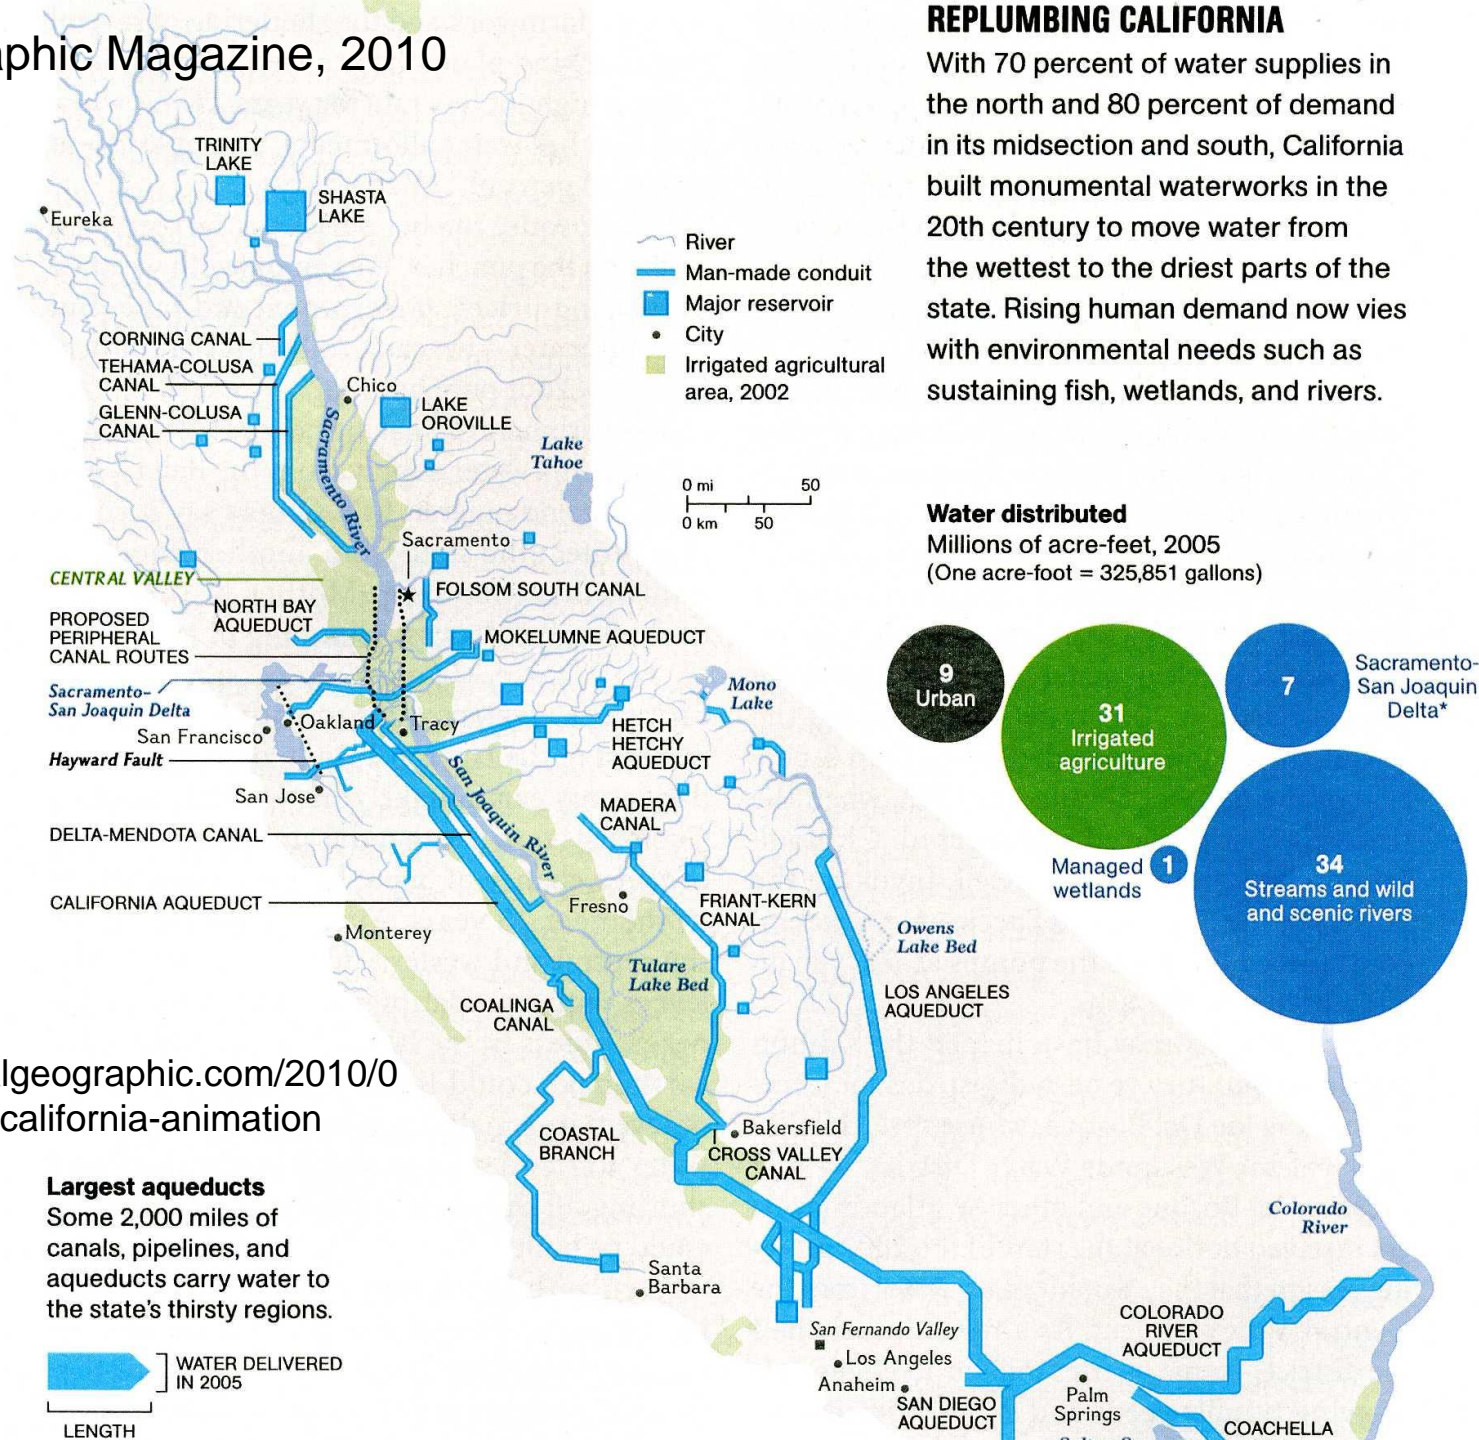 aphic Magazine, 2010
REPLUMBING CALIFORNIA
With 70 percent of water supplies in
the north and 80 percent of demand
in its midsection and south, California
built monumental waterworks in the
20th century to move water from
the wettest to the driest parts of the
state. Rising human demand now vies
with environmental needs such as
sustaining fish, wetlands, and rivers.
TRINITY
LAKE
SHASTA
LAKE
Eureka
River
Man-made conduit
Major reservoir
City
Irrigated agricultural
area, 2002
CORNING CANAL
TEHAMA-COLUSA
CANAL
GLENN-COLUSA
CANAL
Chico
LAKE
OROVILLE
Sacramento River
Lake
Tahoe
0 mi 50
0 km 50
Water distributed
Millions of acre-feet, 2005
(One acre-foot = 325,851 gallons)
Sacramento
CENTRAL VALLEY
FOLSOM SOUTH CANAL
NORTH BAY
AQUEDUCT
PROPOSED
PERIPHERAL
CANAL ROUTES
MOKELUMNE AQUEDUCT
Sacramento–
San Joaquin Delta
Mono
Lake
Oakland
Tracy
San Francisco
HETCH
HETCHY
AQUEDUCT
Hayward Fault
San Jose
San Joaquin River
MADERA
CANAL
DELTA-MENDOTA CANAL
CALIFORNIA AQUEDUCT
Fresno
FRIANT-KERN
CANAL
Monterey
Owens
Lake Bed
Tulare
Lake Bed
COALINGA
CANAL
LOS ANGELES
AQUEDUCT
9
Urban
31
Irrigated
agriculture
7
Sacramento-
San Joaquin
Delta*
Managed
wetlands
1
34
Streams and wild
and scenic rivers
lgeographic.com/2010/0
california-animation
COASTAL
BRANCH
Bakersfield
CROSS VALLEY
CANAL
Largest aqueducts
Some 2,000 miles of
canals, pipelines, and
aqueducts carry water to
the state's thirsty regions.
WATER DELIVERED
IN 2005
LENGTH
Santa
Barbara
Colorado
River
San Fernando Valley
Los Angeles
Anaheim
SAN DIEGO
AQUEDUCT
COLORADO
RIVER
AQUEDUCT
Palm
Springs
COACHELLA